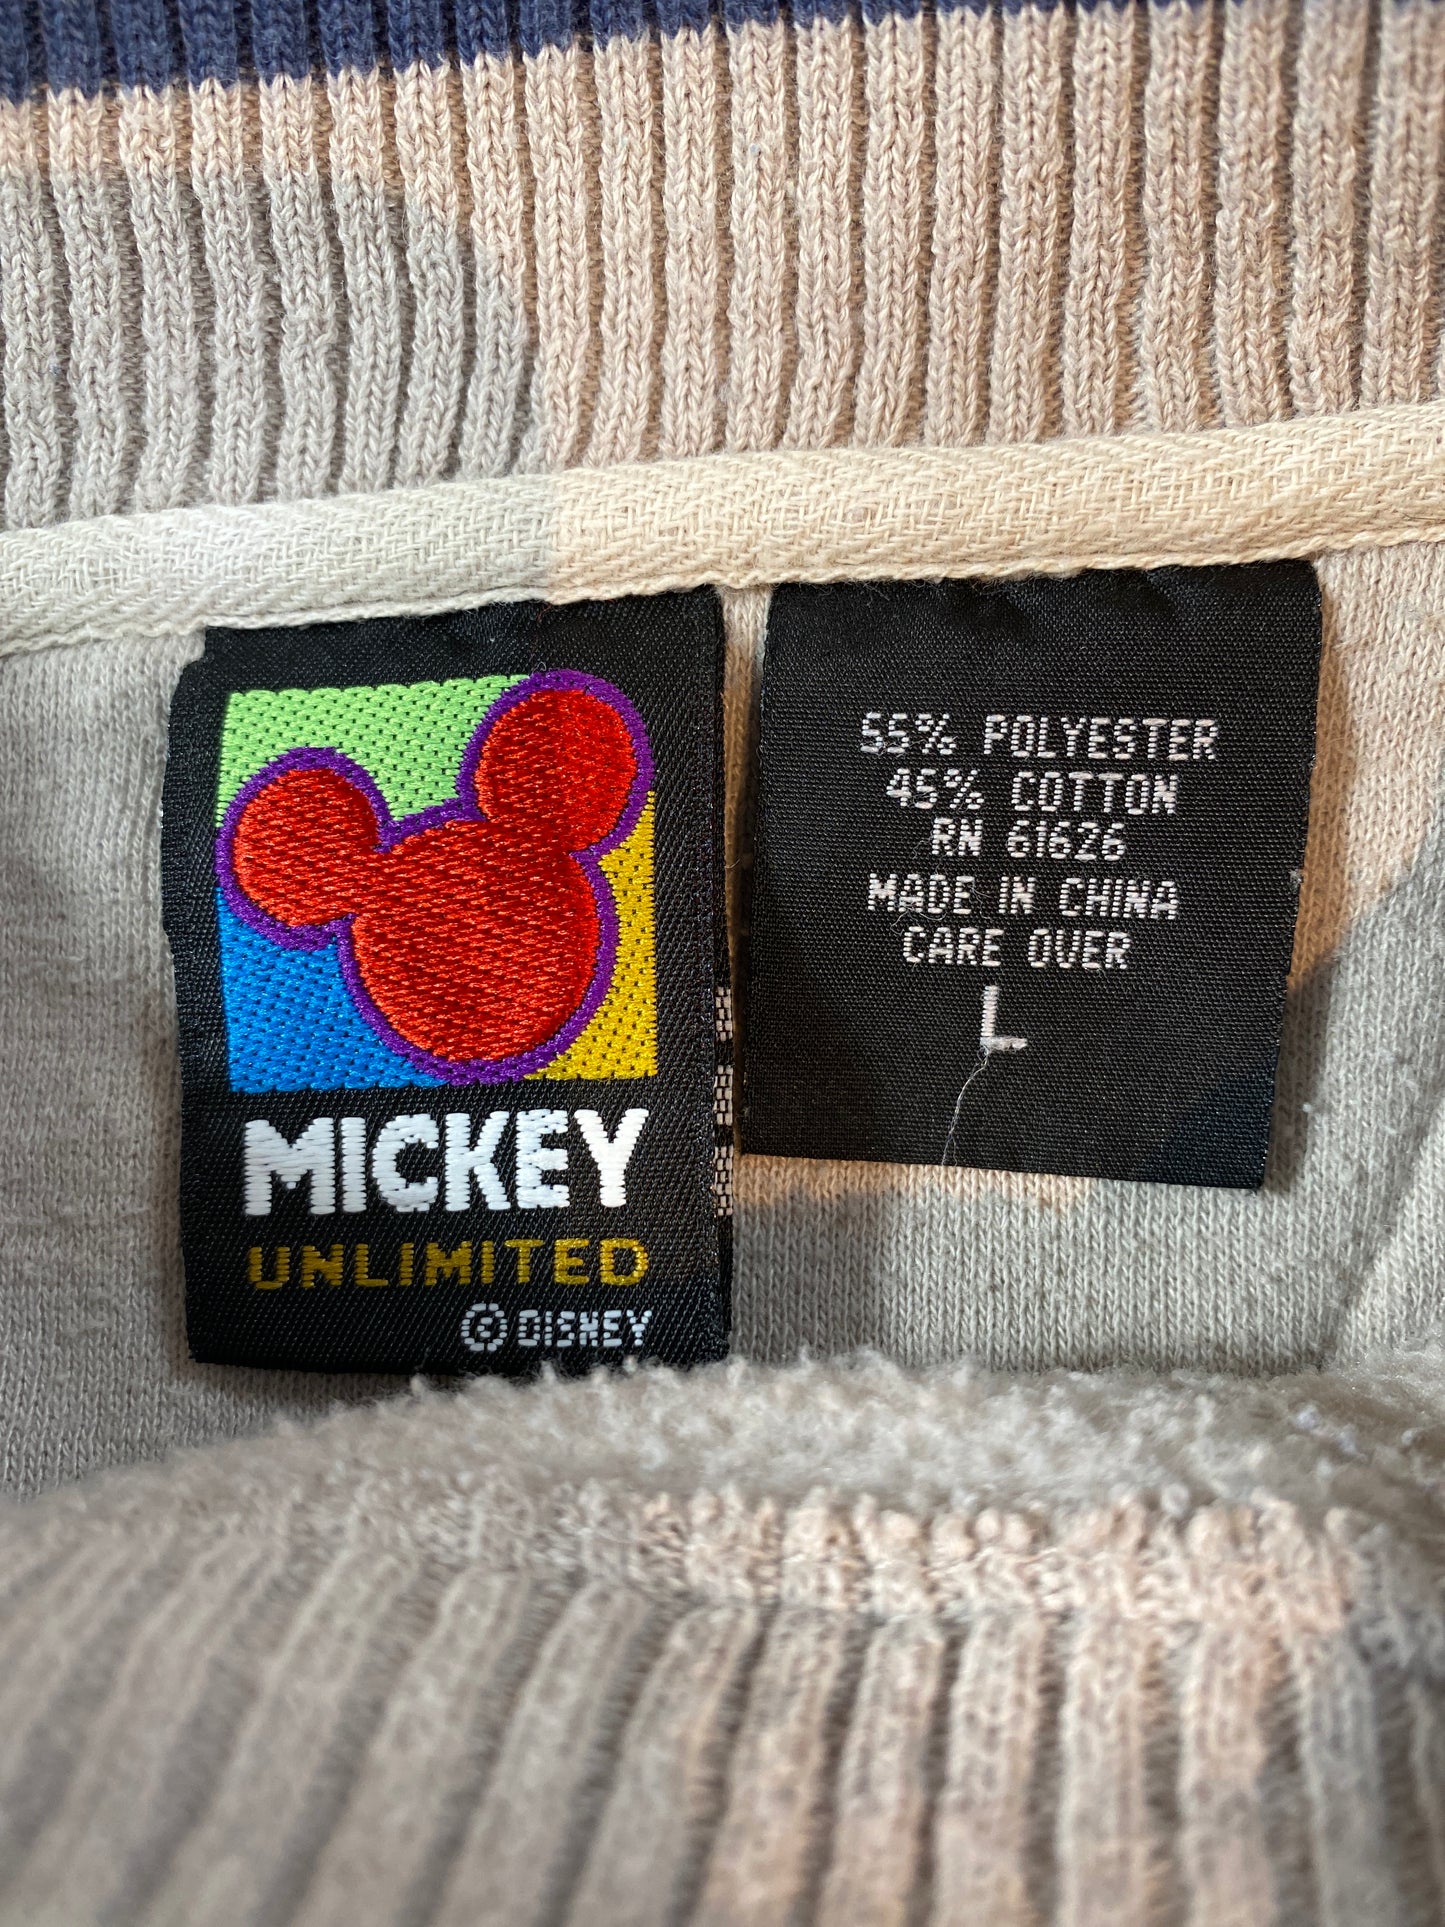 MICKEY
UNLIMITED
© DISNEY
55% POLYESTER
45% COTTON
RN 61626
MADE IN CHINA
CARE OVER
L